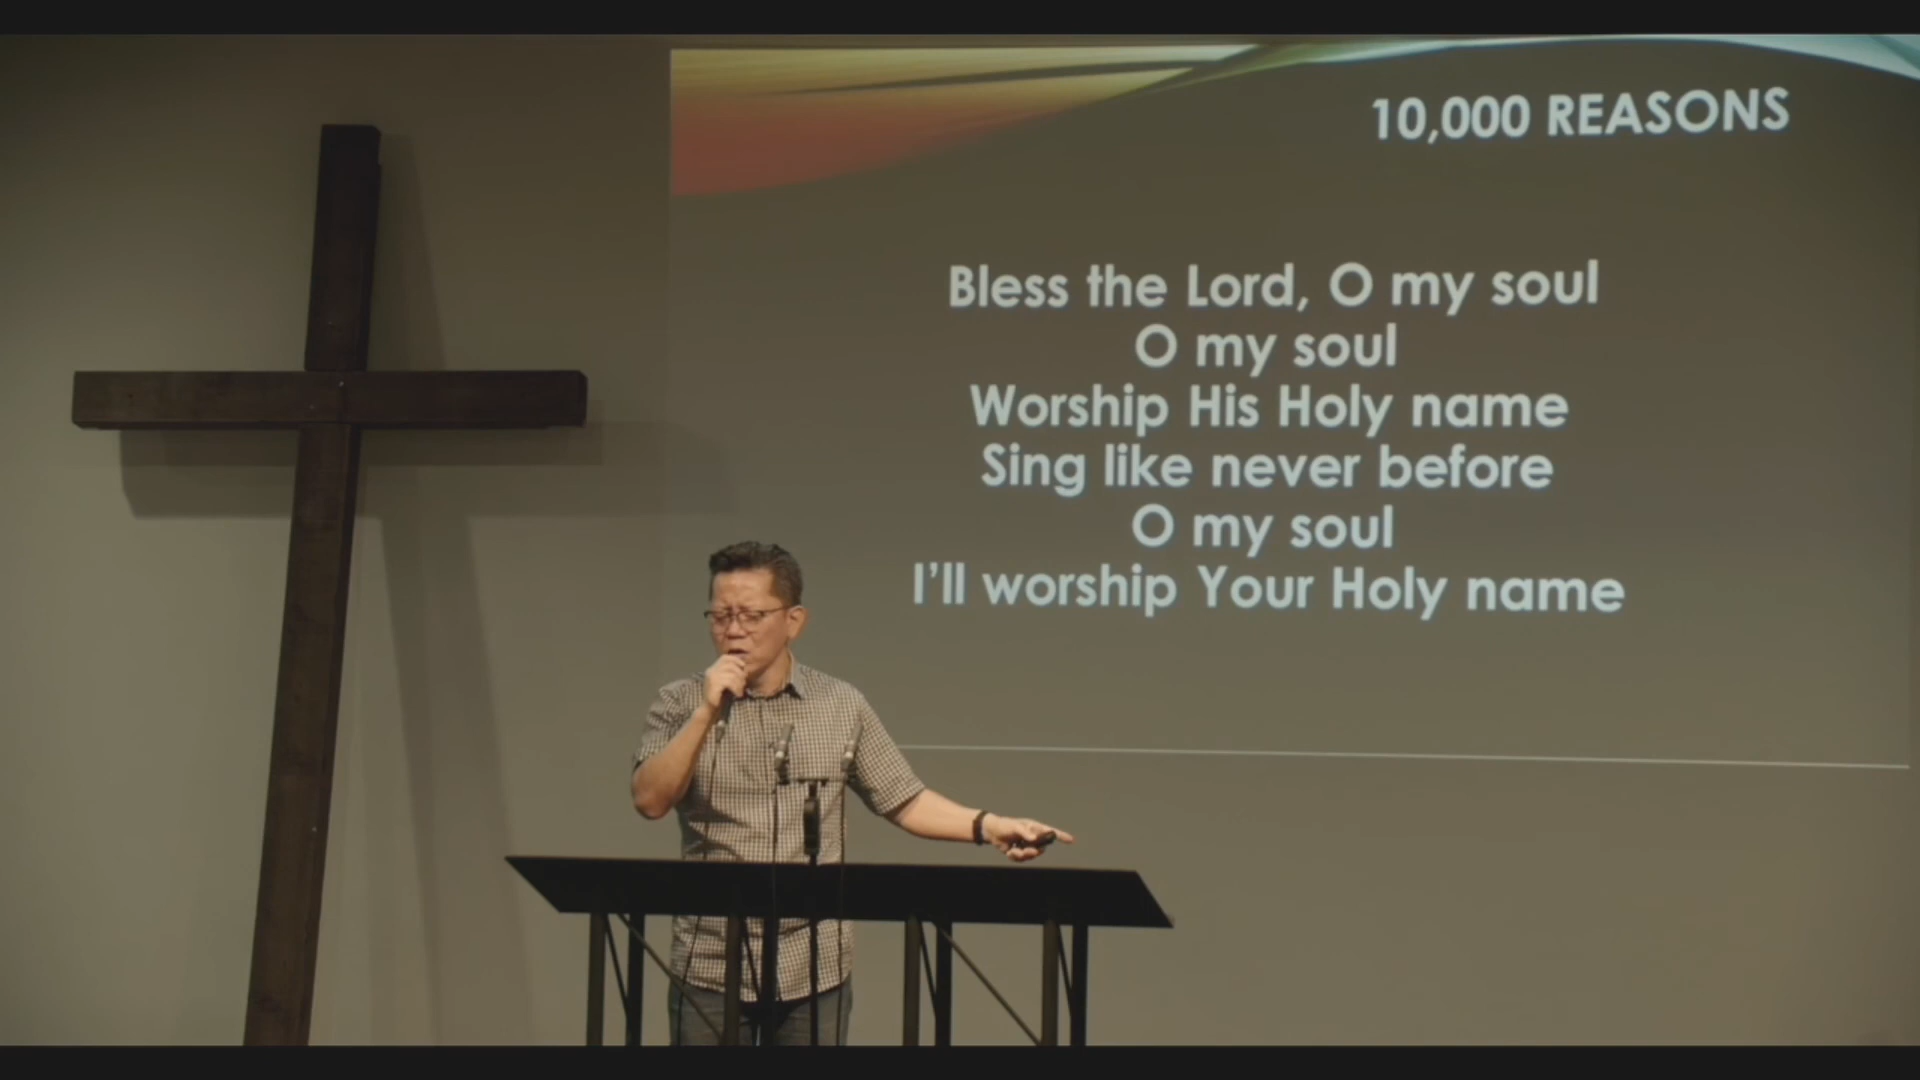 10,000 REASONS
Bless the Lord, O my soul
O my soul
Worship His Holy name
Sing like never before
O my soul
I'll worship Your Holy name